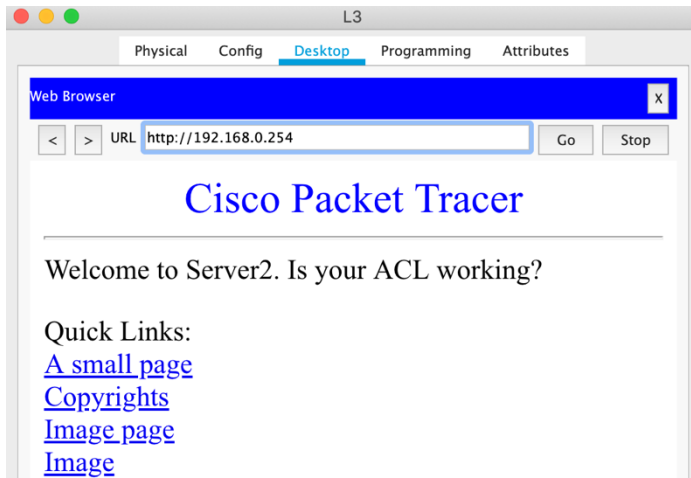 L3
Physical Config Desktop Programming Attributes
Web Browser X
< > URL http://192.168.0.254 Go Stop
Cisco Packet Tracer
Welcome to Server2. Is your ACL working?
Quick Links:
A small page
Copyrights
Image page
Image